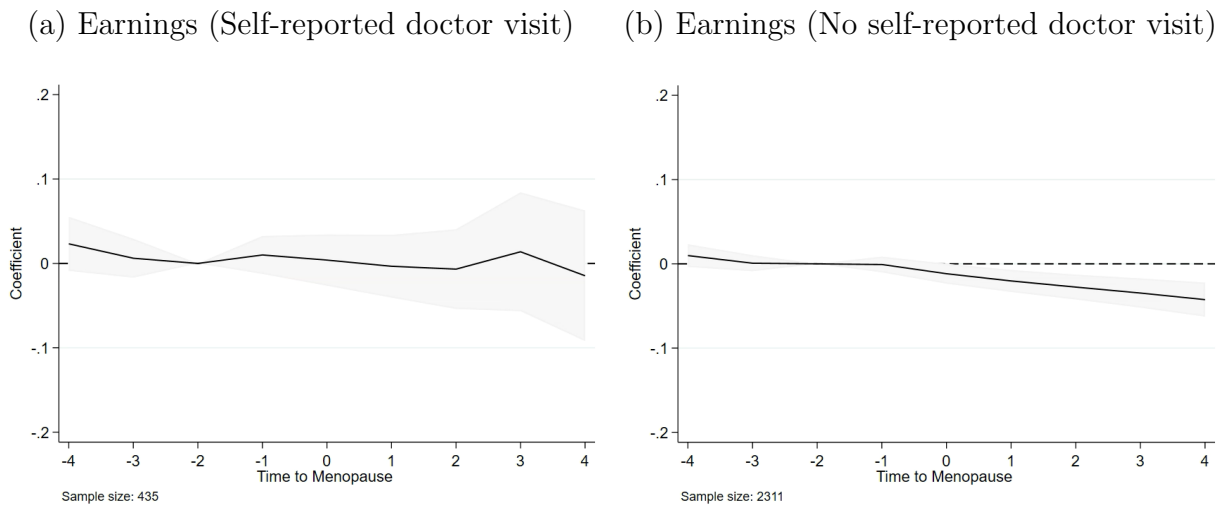 (a) Earnings (Self-reported doctor visit)
.2
.1
0
-.1
-.2
Coefficient
-4 -3 -2 -1 0 1 2 3 4
Time to Menopause
Sample size: 435
(b) Earnings (No self-reported doctor visit)
.2
.1
0
-.1
-.2
Coefficient
-4 -3 -2 -1 0 1 2 3 4
Time to Menopause
Sample size: 2311